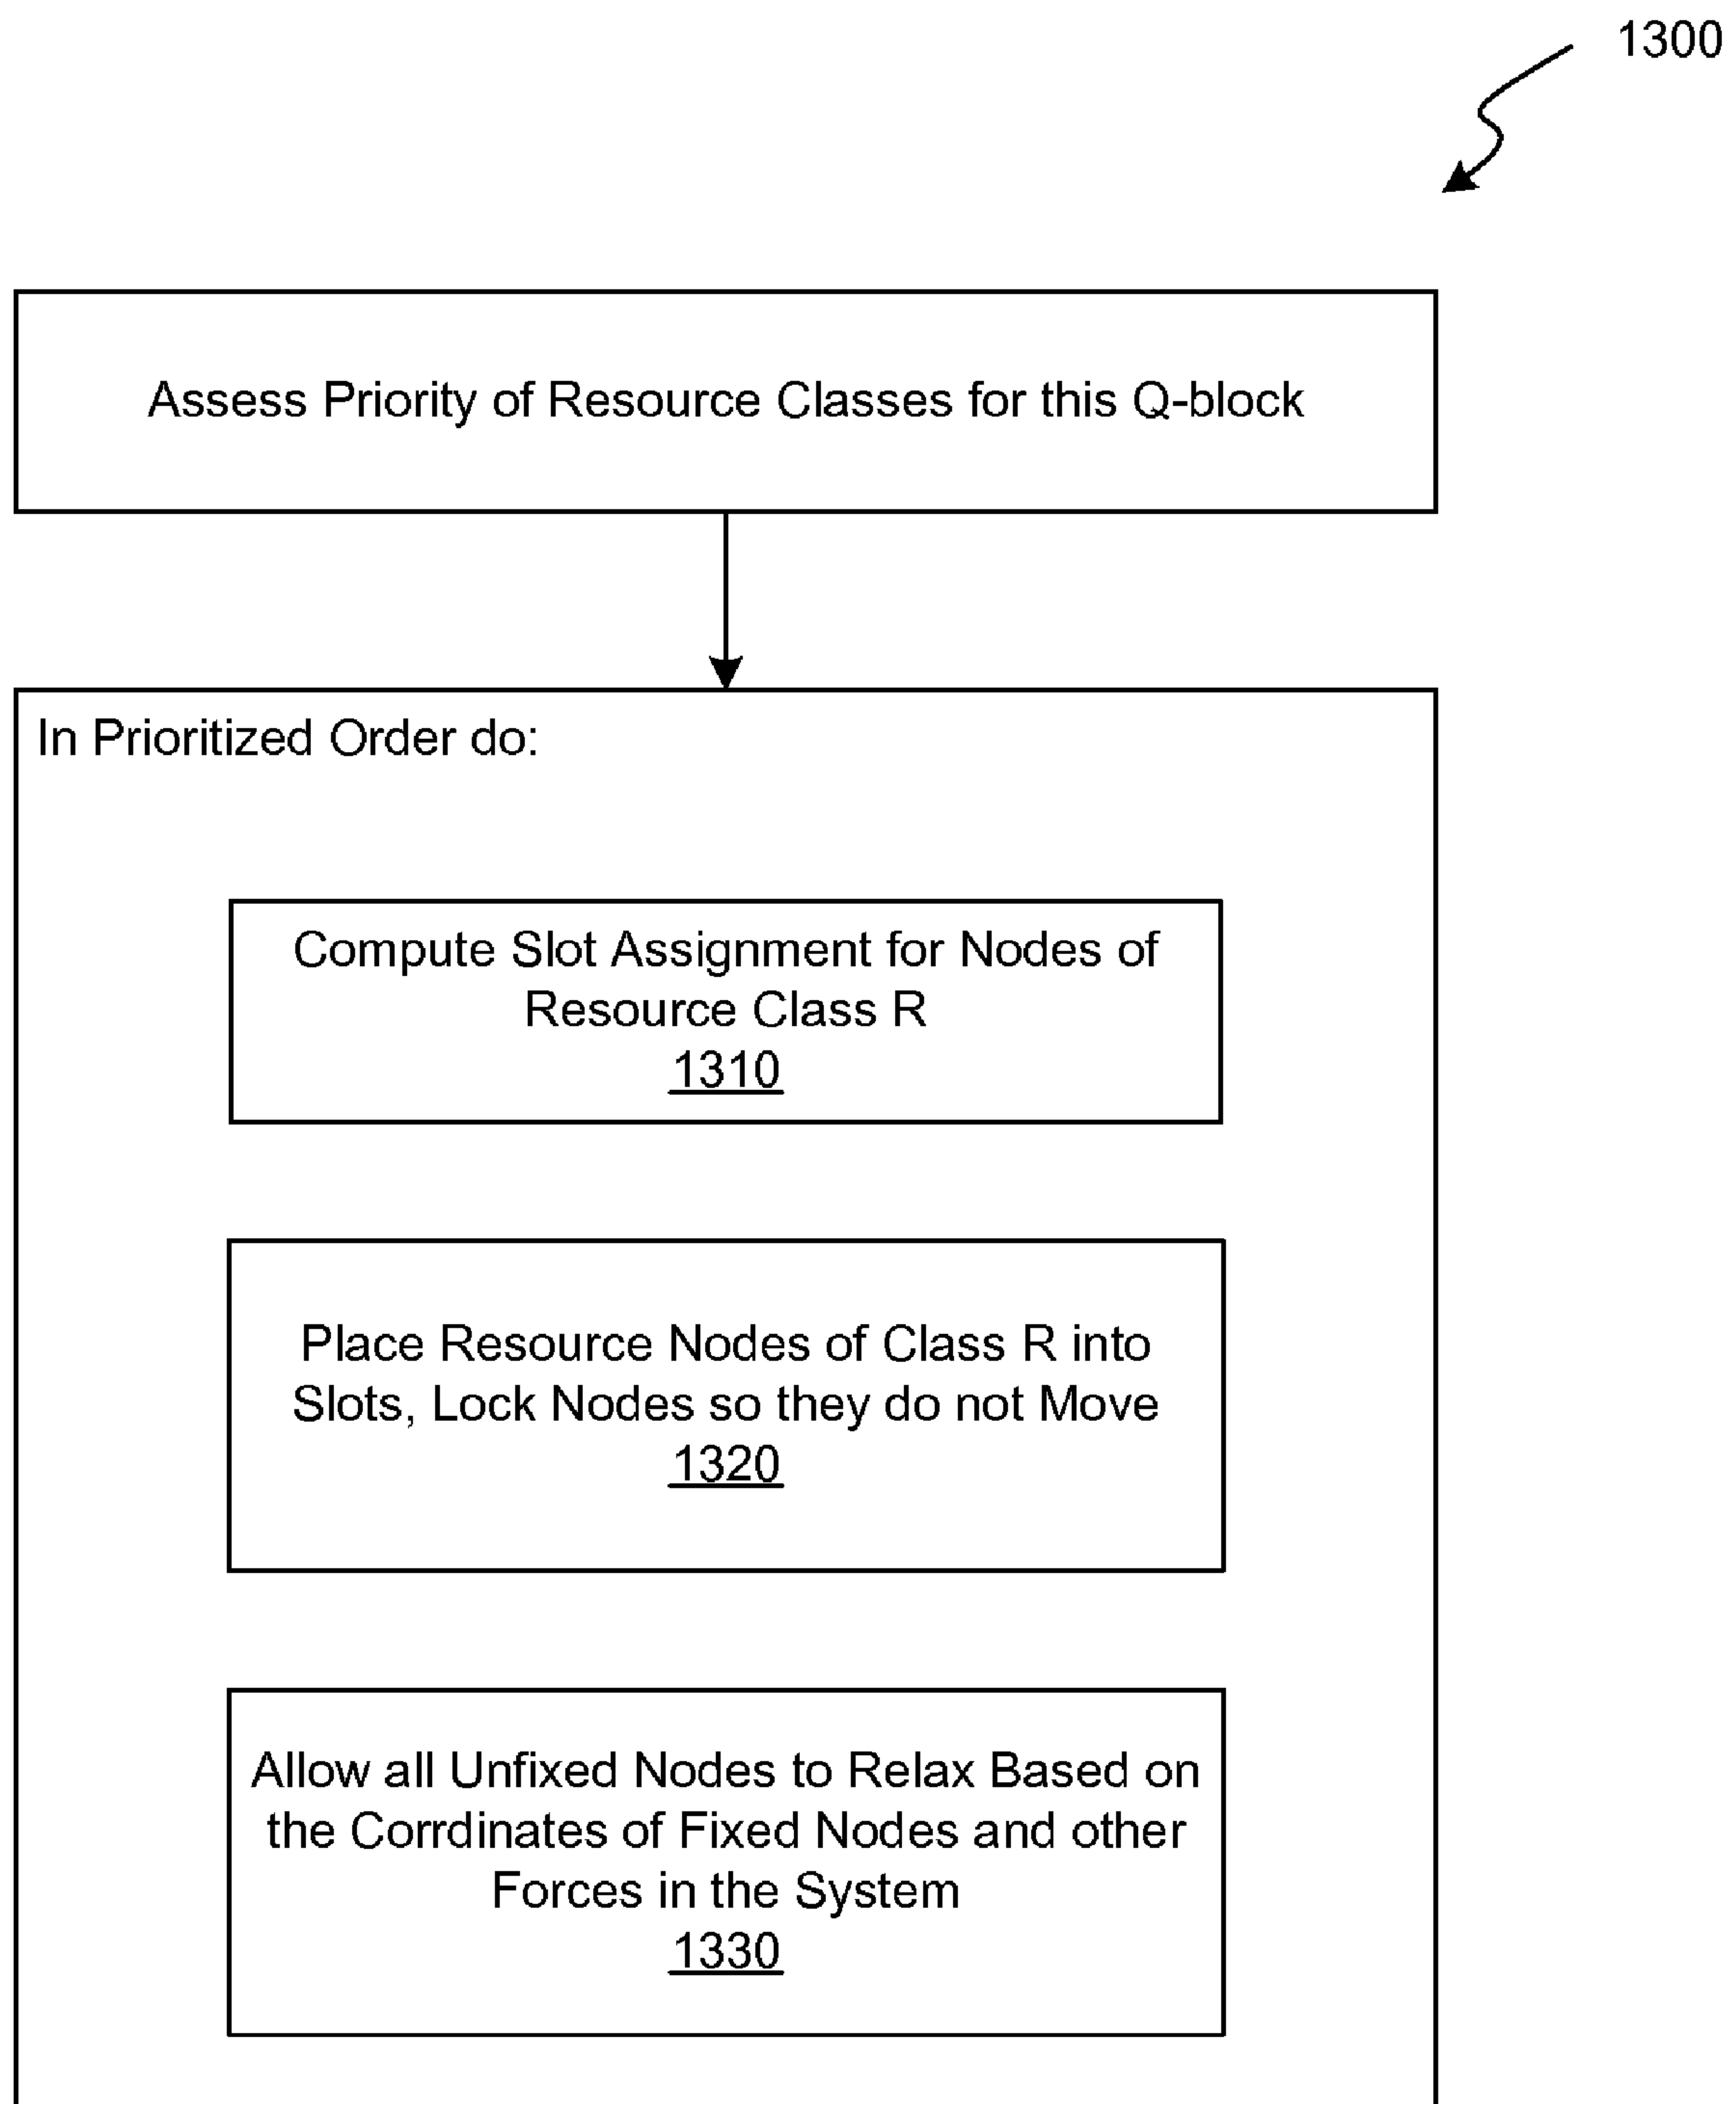 1300
Assess Priority of Resource Classes for this Q-block
In Prioritized Order do:
Compute Slot Assignment for Nodes of
Resource Class R
1310
Place Resource Nodes of Class R into
Slots, Lock Nodes so they do not Move
1320
Allow all Unfixed Nodes to Relax Based on
the Corrdinates of Fixed Nodes and other
Forces in the System
1330